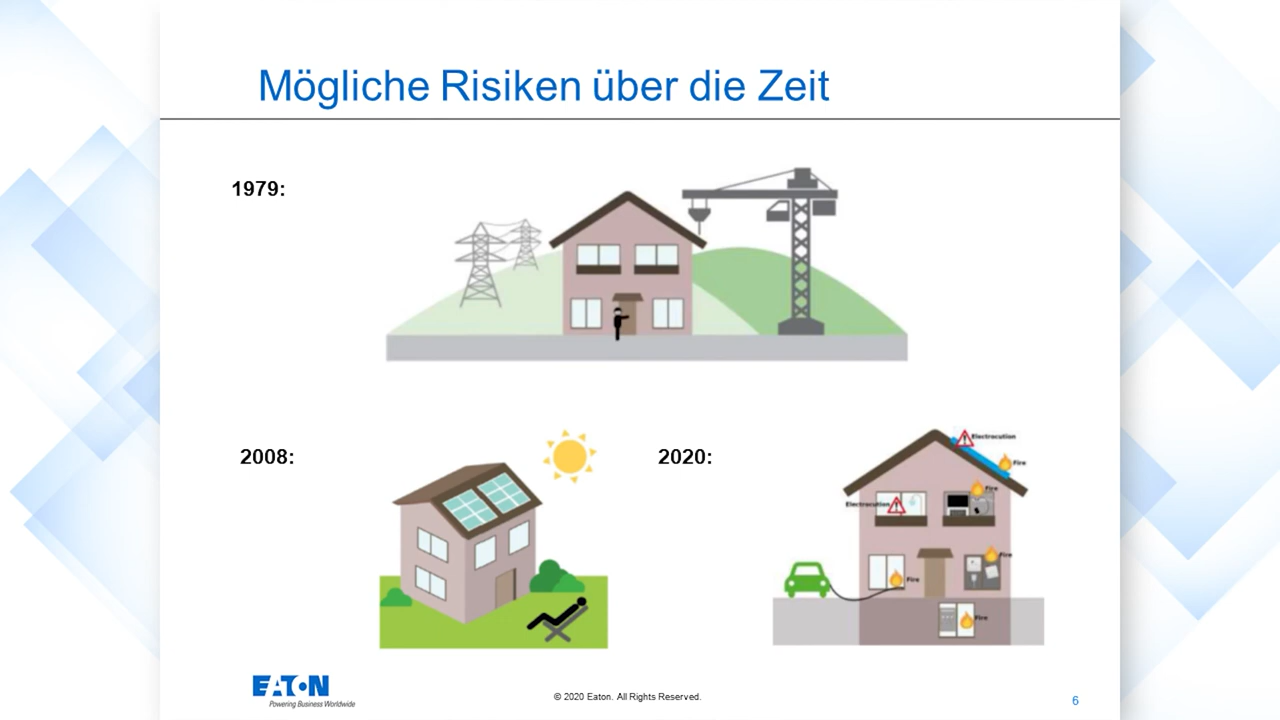 Mögliche Risiken über die Zeit
1979:
2008:
2020:
Electrocution
Fire
Fire
Electrocution
Fire
Fire
Fire
EATON
Powering Business Worldwide
© 2020 Eaton. All Rights Reserved.
6